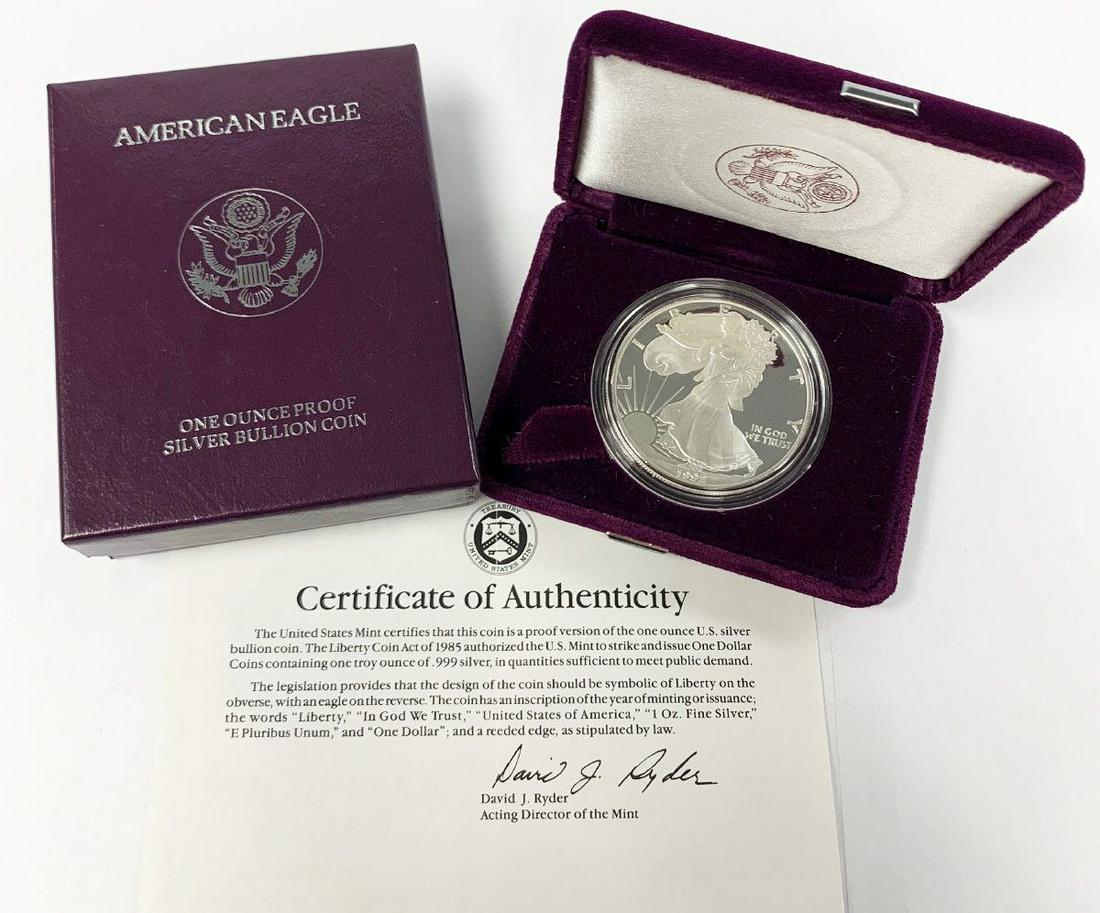 AMERICAN EAGLE
ONE OUNCE PROOF
SILVER BULLION COIN
LIBERTY
IN GOD
WE TRUST
TREASURY
UNITED STATES MINT
Certificate of Authenticity
The United States Mint certifies that this coin is a proof version of the one ounce U.S. silver
bullion coin. The Liberty Coin Act of 1985 authorized the U.S. Mint to strike and issue One Dollar
Coins containing one troy ounce of .999 silver, in quantities sufficient to meet public demand.
The legislation provides that the design of the coin should be symbolic of Liberty on the
obverse, with an eagle on the reverse. The coin has an inscription of the year of minting or issuance;
the words “Liberty,” “In God We Trust,” “United States of America,” “1 Oz. Fine Silver,”
“E Pluribus Unum,” and “One Dollar”; and a reeded edge, as stipulated by law.
David J. Ryder
David J. Ryder
Acting Director of the Mint